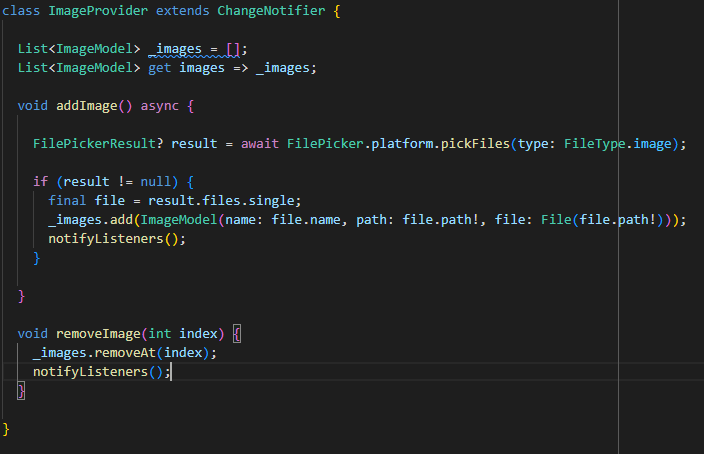 class ImageProvider extends ChangeNotifier {
List<ImageModel> _images = [];
List<ImageModel> get images => _images;
void addImage() async {
FilePickerResult? result = await FilePicker.platform.pickFiles(type: FileType.image);
if (result != null) {
final file = result.files.single;
_images.add(ImageModel(name: file.name, path: file.path!, file: File(file.path!)));
notifyListeners();
}
}
void removeImage(int index) {
_images.removeAt(index);
notifyListeners();
}
}